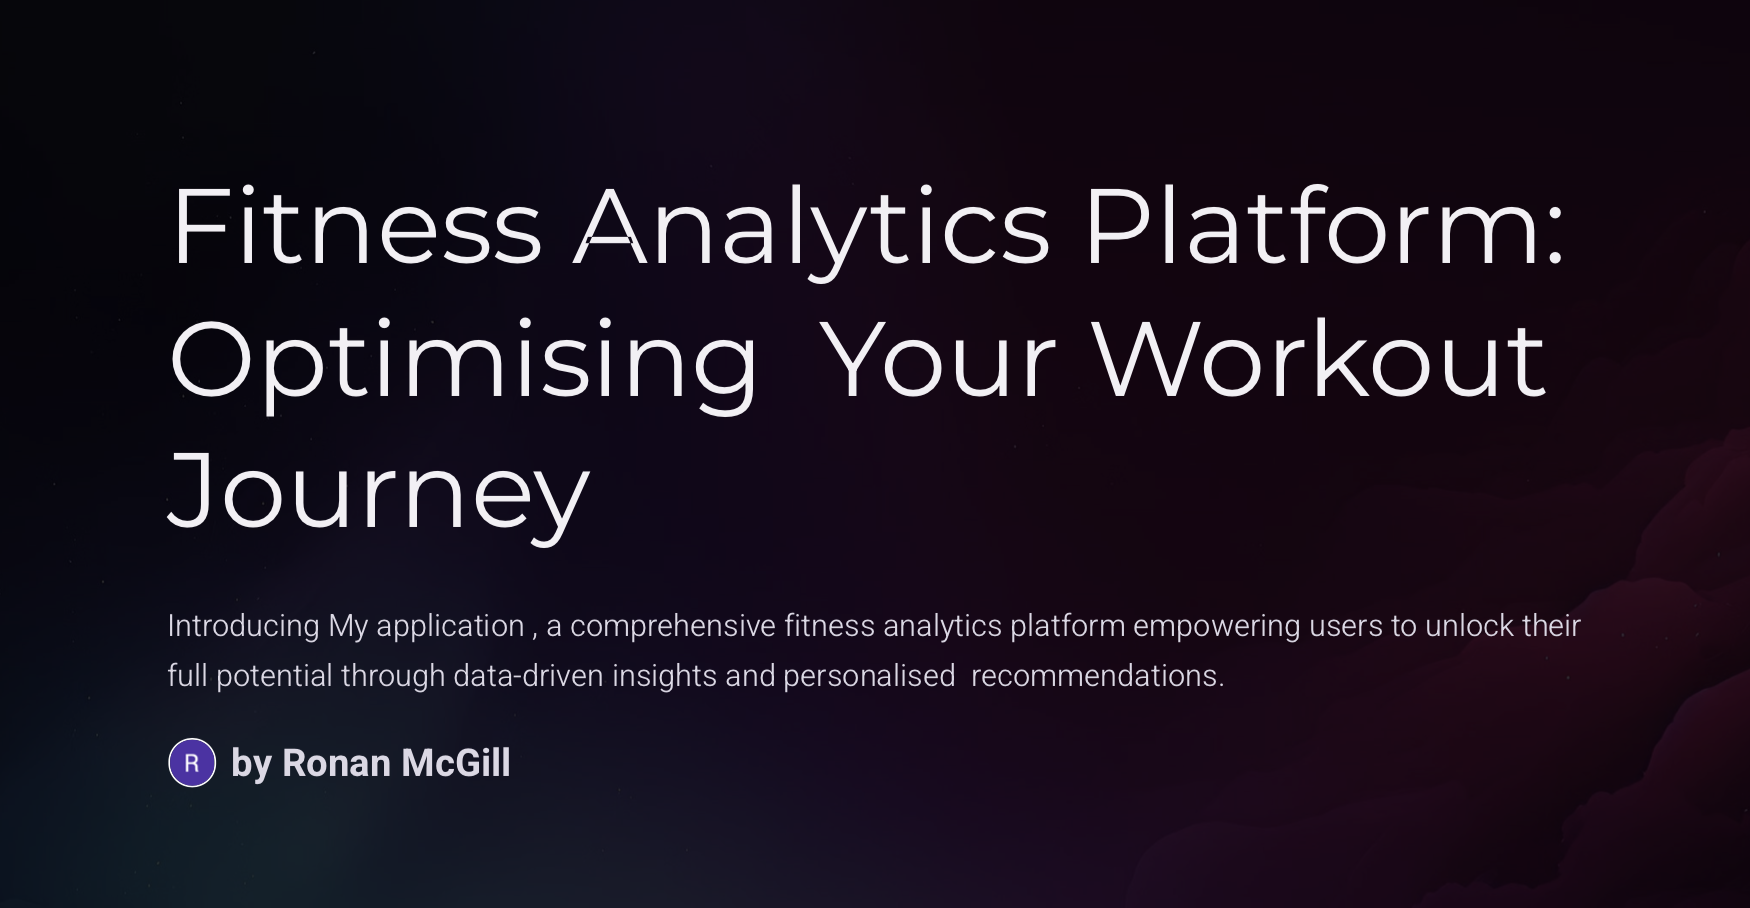 Fitness Analytics Platform:
Optimising  Your Workout
Journey
Introducing My application , a comprehensive fitness analytics platform empowering users to unlock their
full potential through data-driven insights and personalised  recommendations.
R by Ronan McGill